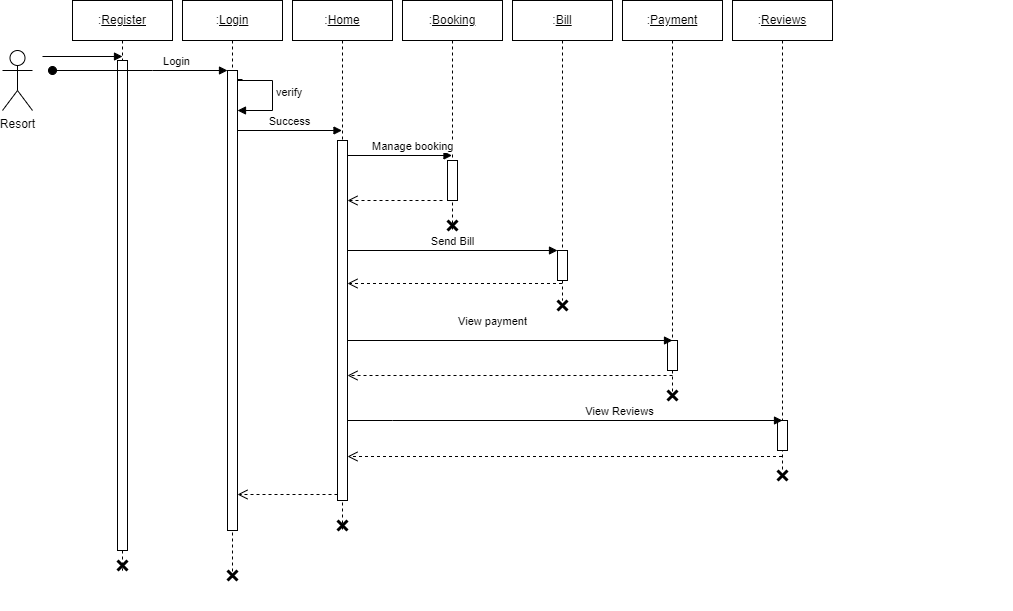 :Register
:Login
:Home
:Booking
:Bill
:Payment
:Reviews
Login
verify
Resort
Success
Manage booking
Send Bill
View payment
View Reviews